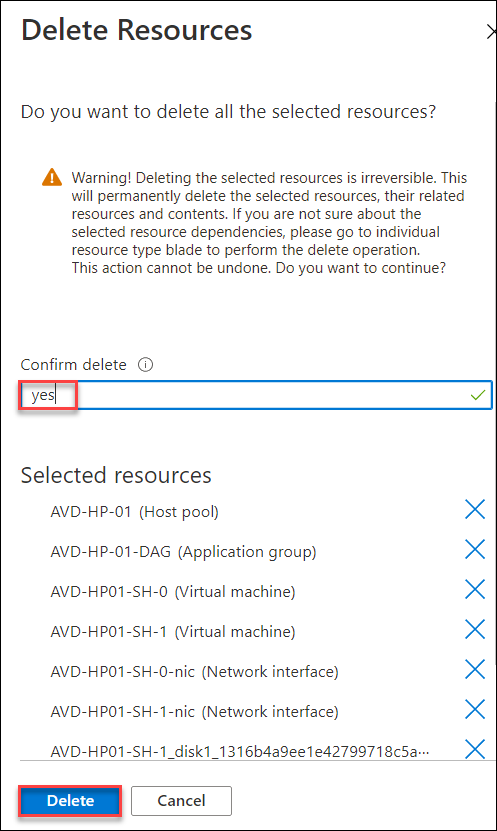 Delete Resources
Do you want to delete all the selected resources?
Warning! Deleting the selected resources is irreversible. This
will permanently delete the selected resources, their related
resources and contents. If you are not sure about the
selected resource dependencies, please go to individual
resource type blade to perform the delete operation.
This action cannot be undone. Do you want to continue?
Confirm delete
yes
Selected resources
AVD-HP-01 (Host pool)
AVD-HP-01-DAG (Application group)
AVD-HP01-SH-0 (Virtual machine)
AVD-HP01-SH-1 (Virtual machine)
AVD-HP01-SH-0-nic (Network interface)
AVD-HP01-SH-1-nic (Network interface)
AVD-HP01-SH-1_disk1_1316b4a9ee1e42799718c5a···
Delete Cancel